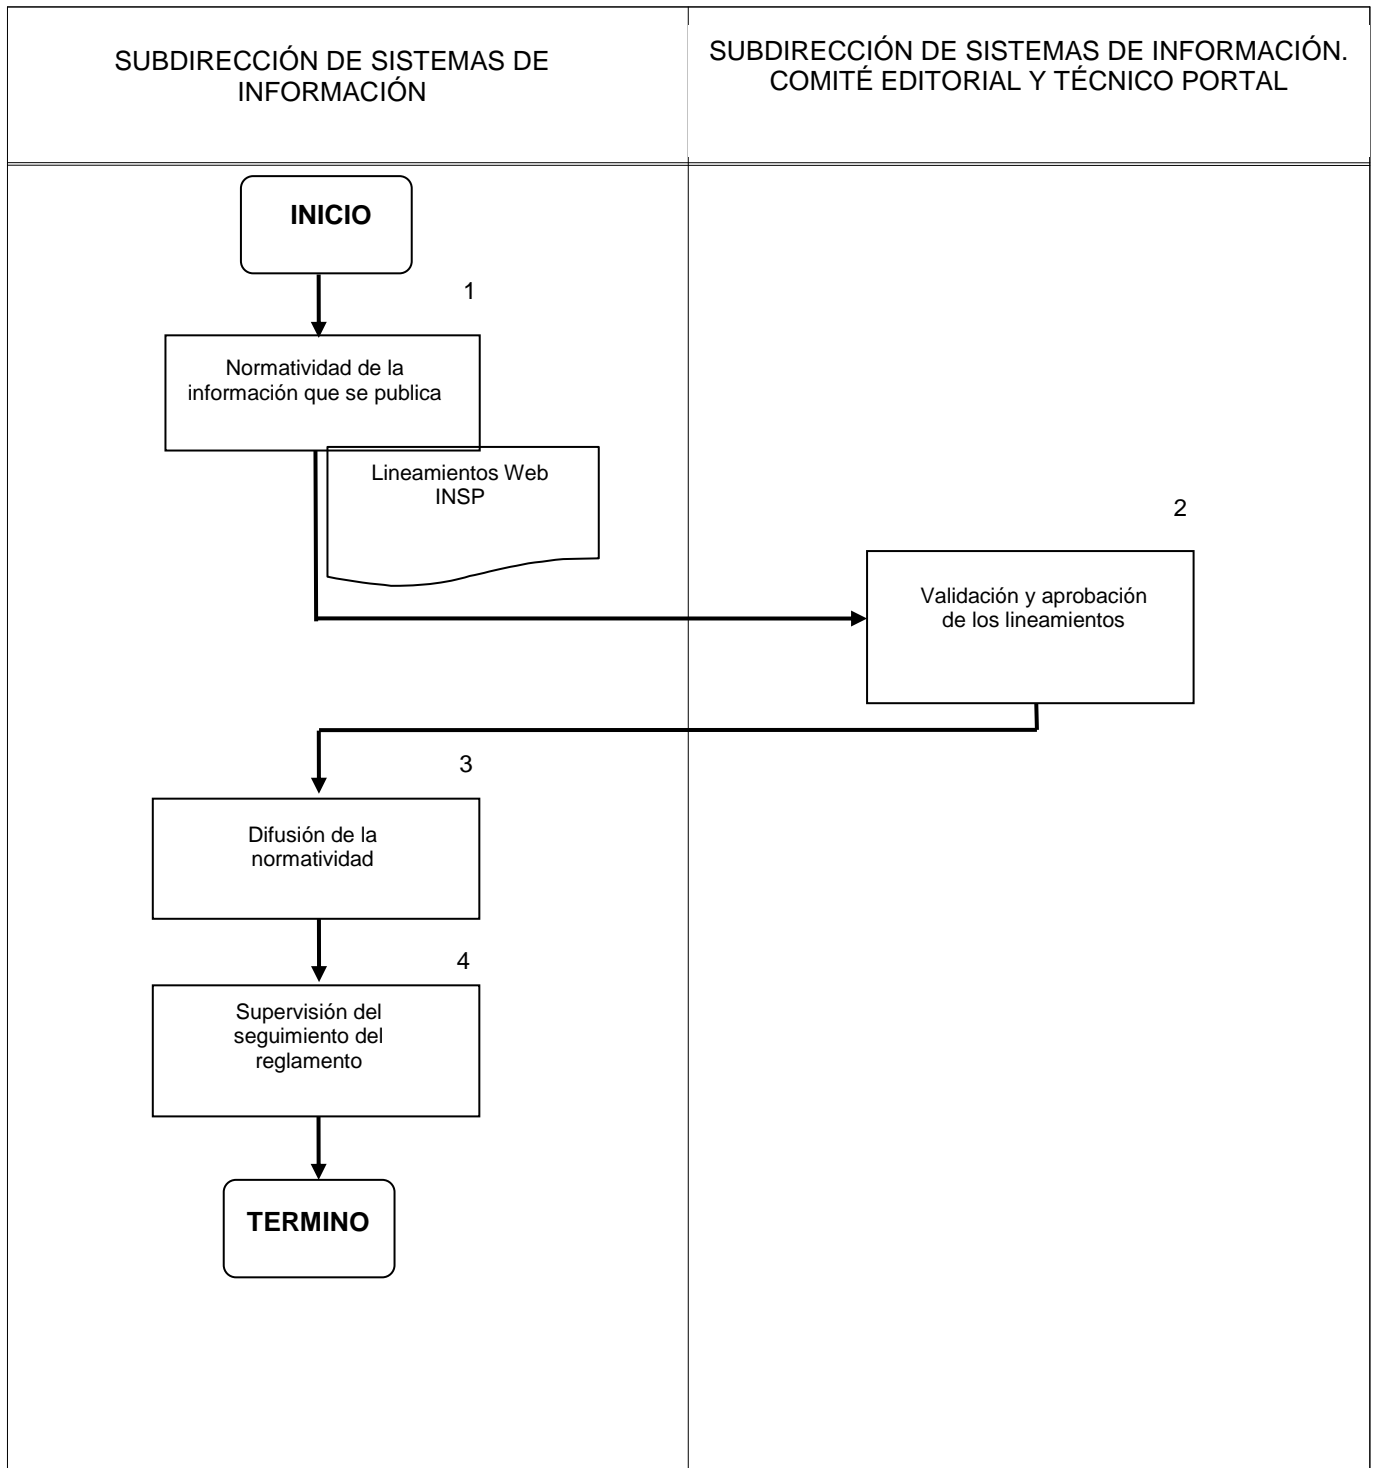 SUBDIRECCIÓN DE SISTEMAS DE
INFORMACIÓN
SUBDIRECCIÓN DE SISTEMAS DE INFORMACIÓN.
COMITÉ EDITORIAL Y TÉCNICO PORTAL
INICIO
1
Normatividad de la
información que se publica
Lineamientos Web
INSP
2
Validación y aprobación
de los lineamientos
3
Difusión de la
normatividad
4
Supervisión del
seguimiento del
reglamento
TERMINO